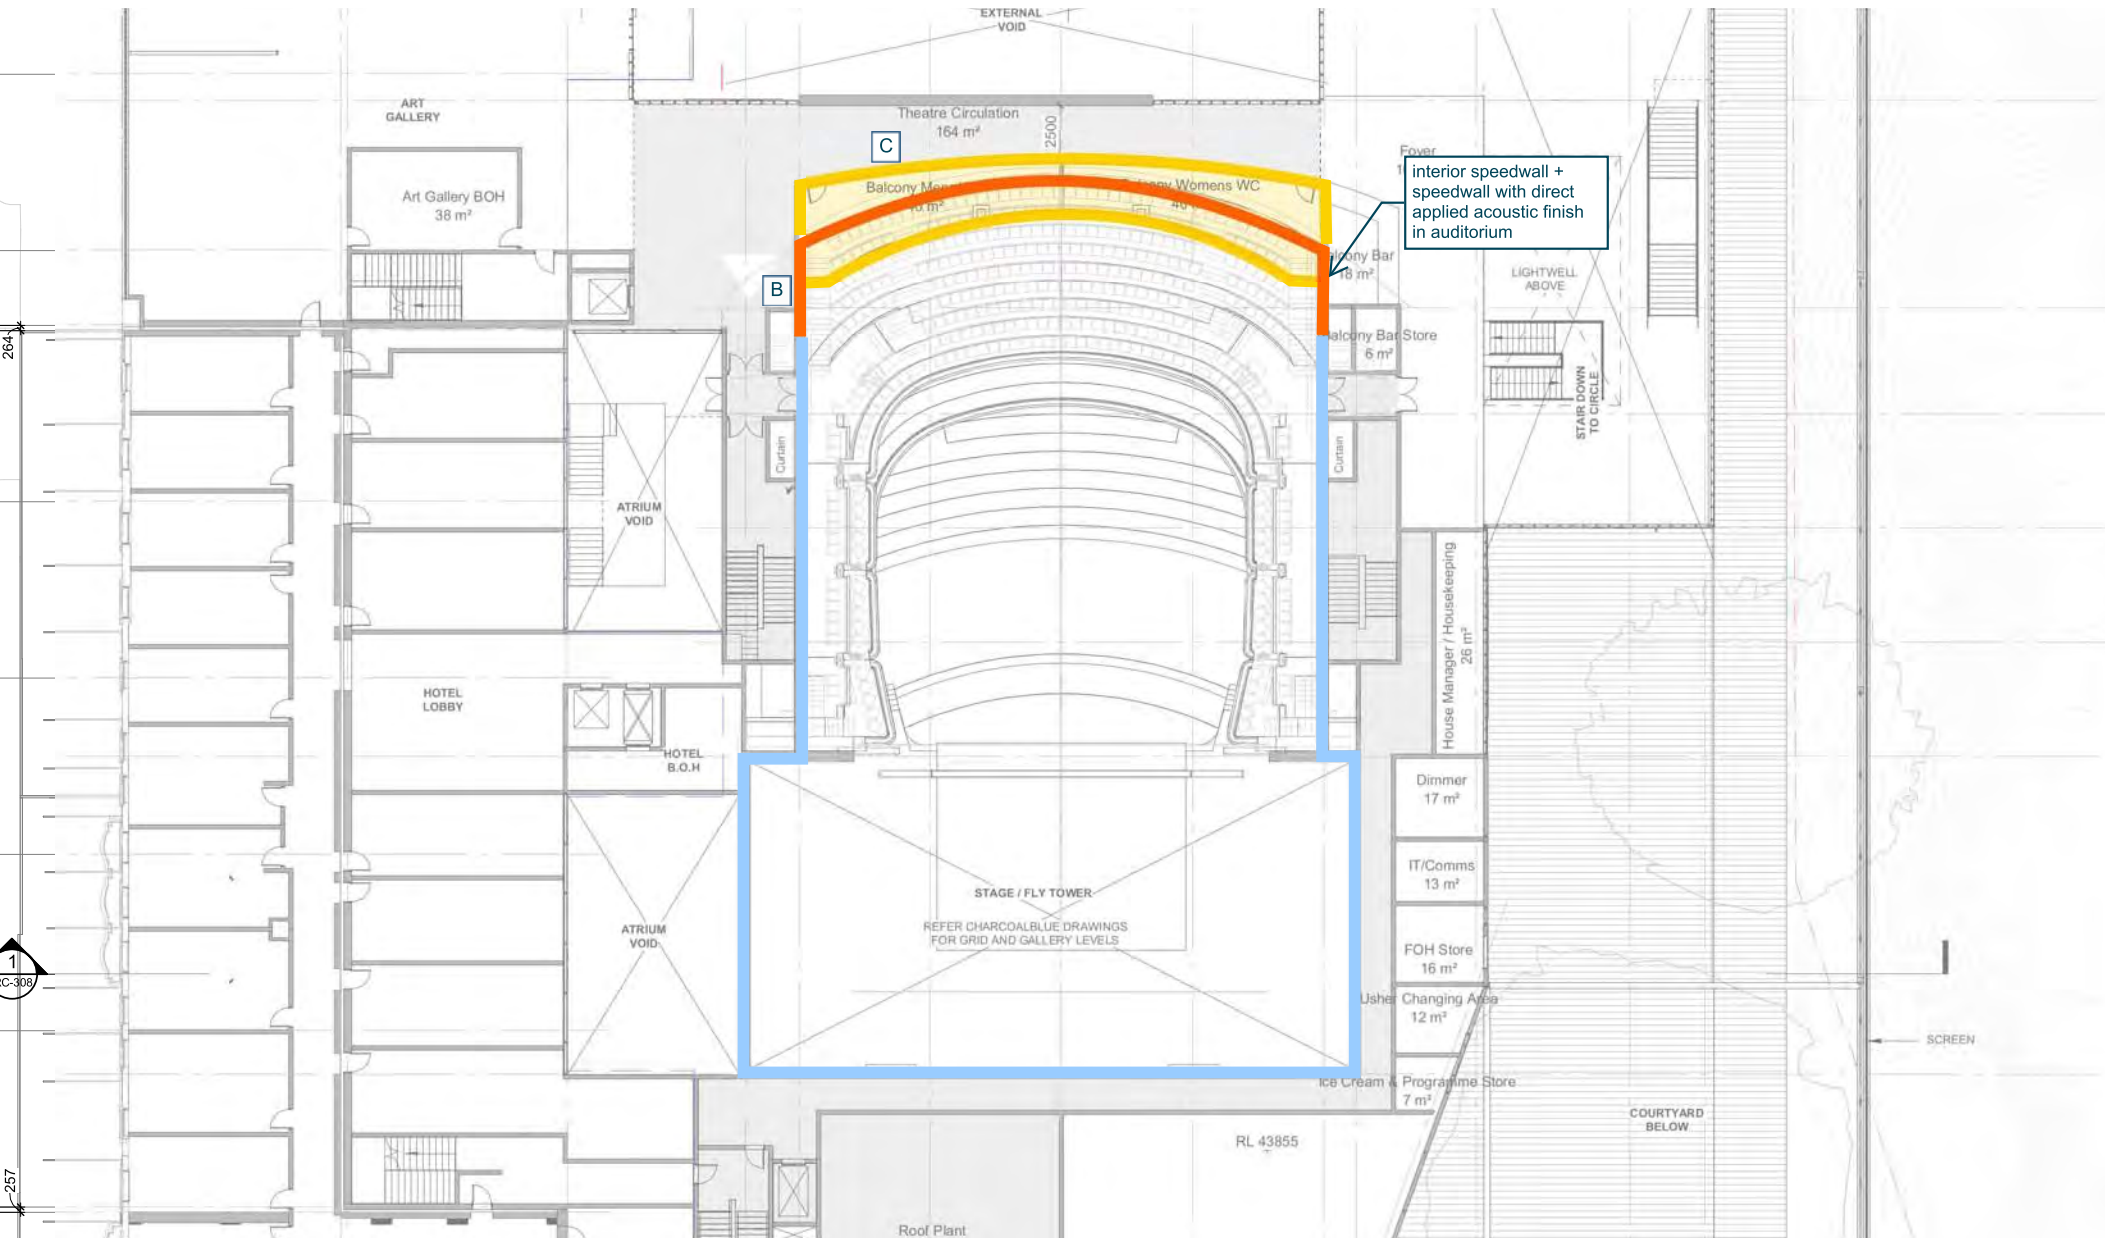 EXTERNAL
VOID
ART
GALLERY
Theatre Circulation
164 m²
2500
C
Foyer
interior speedwall +
speedwall with direct
applied acoustic finish
in auditorium
Art Gallery BOH
38 m²
Balcony
Womens WC
B
Balcony Bar
18 m²
LIGHTWELL
ABOVE
264
Balcony Bar Store
6 m²
STAIR DOWN
TO CIRCLE
Curtain
Curtain
ATRIUM
VOID
House Manager / Housekeeping
26 m²
HOTEL
LOBBY
HOTEL
B.O.H
Dimmer
17 m²
IT/Comms
13 m²
STAGE / FLY TOWER
REFER CHARCOALBLUE DRAWINGS
FOR GRID AND GALLERY LEVELS
ATRIUM
VOID
FOH Store
16 m²
1
C-308
Usher Changing Area
12 m²
SCREEN
Ice Cream & Programme Store
7 m²
COURTYARD
BELOW
RL 43855
257
Roof Plant